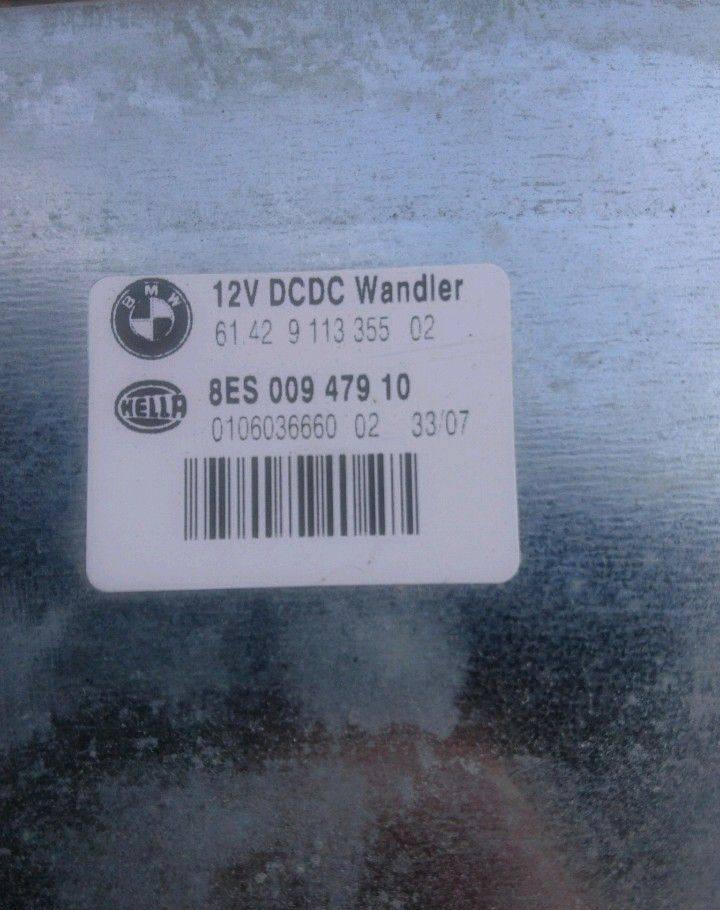 BMW
12V DCDC Wandler
61.42 9 113 355 02
HELLA
8ES 009 479 10
0106036660 02 33/07